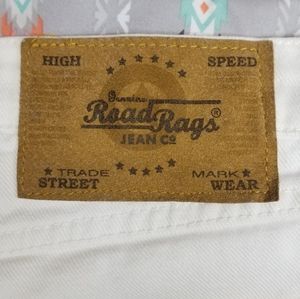 HIGH SPEED
Genuine
Road Rags®
JEAN Co
TRADE MARK
STREET WEAR